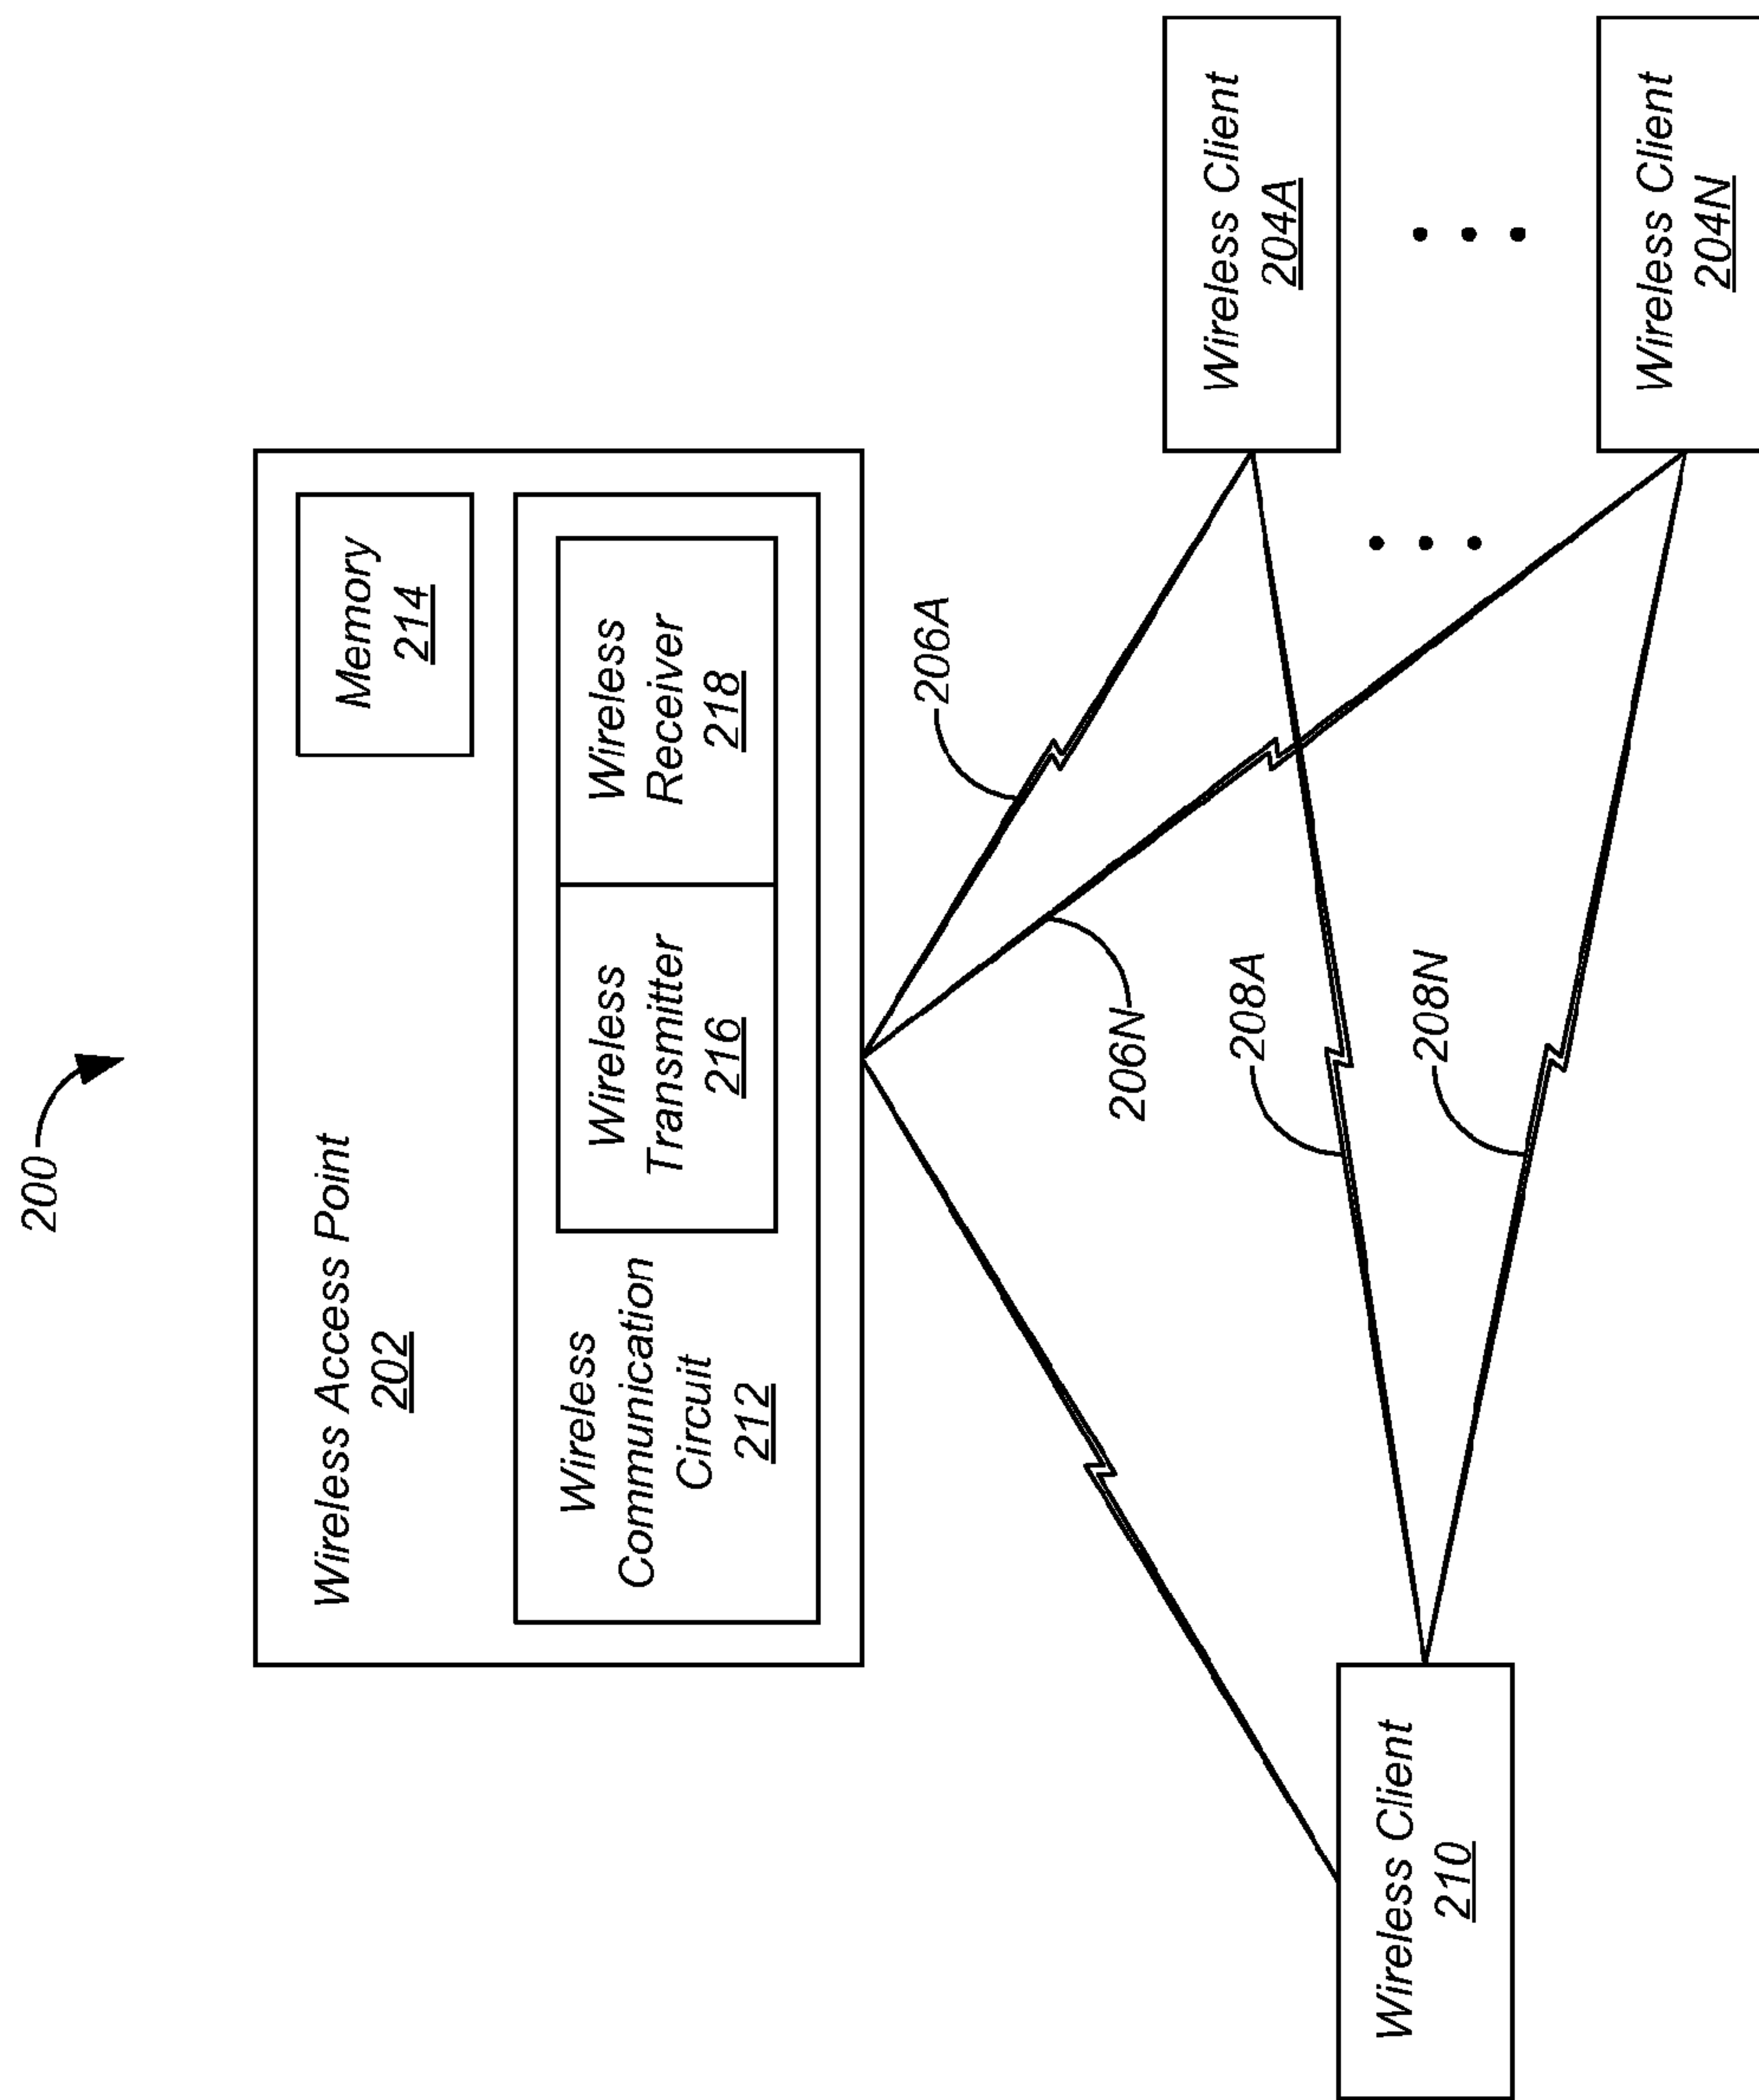 200
Wireless Access Point
202
Memory
214
Wireless
Communication
Circuit
212
Wireless
Transmitter
216
Wireless
Receiver
218
206A
206N
208A
208N
Wireless Client
204A
Wireless Client
210
Wireless Client
204N